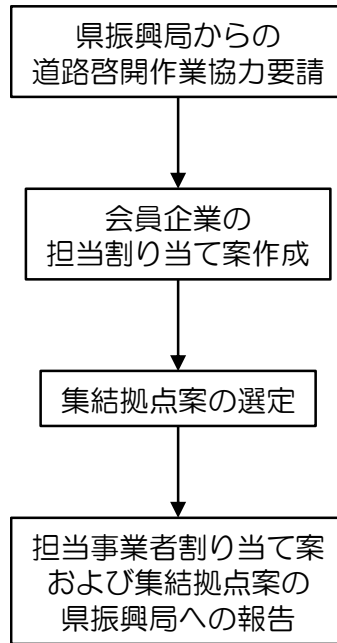 県振興局からの
道路啓開作業協力要請
会員企業の
担当割り当て案作成
集結拠点案の選定
担当事業者割り当て案
および集結拠点案の
県振興局への報告